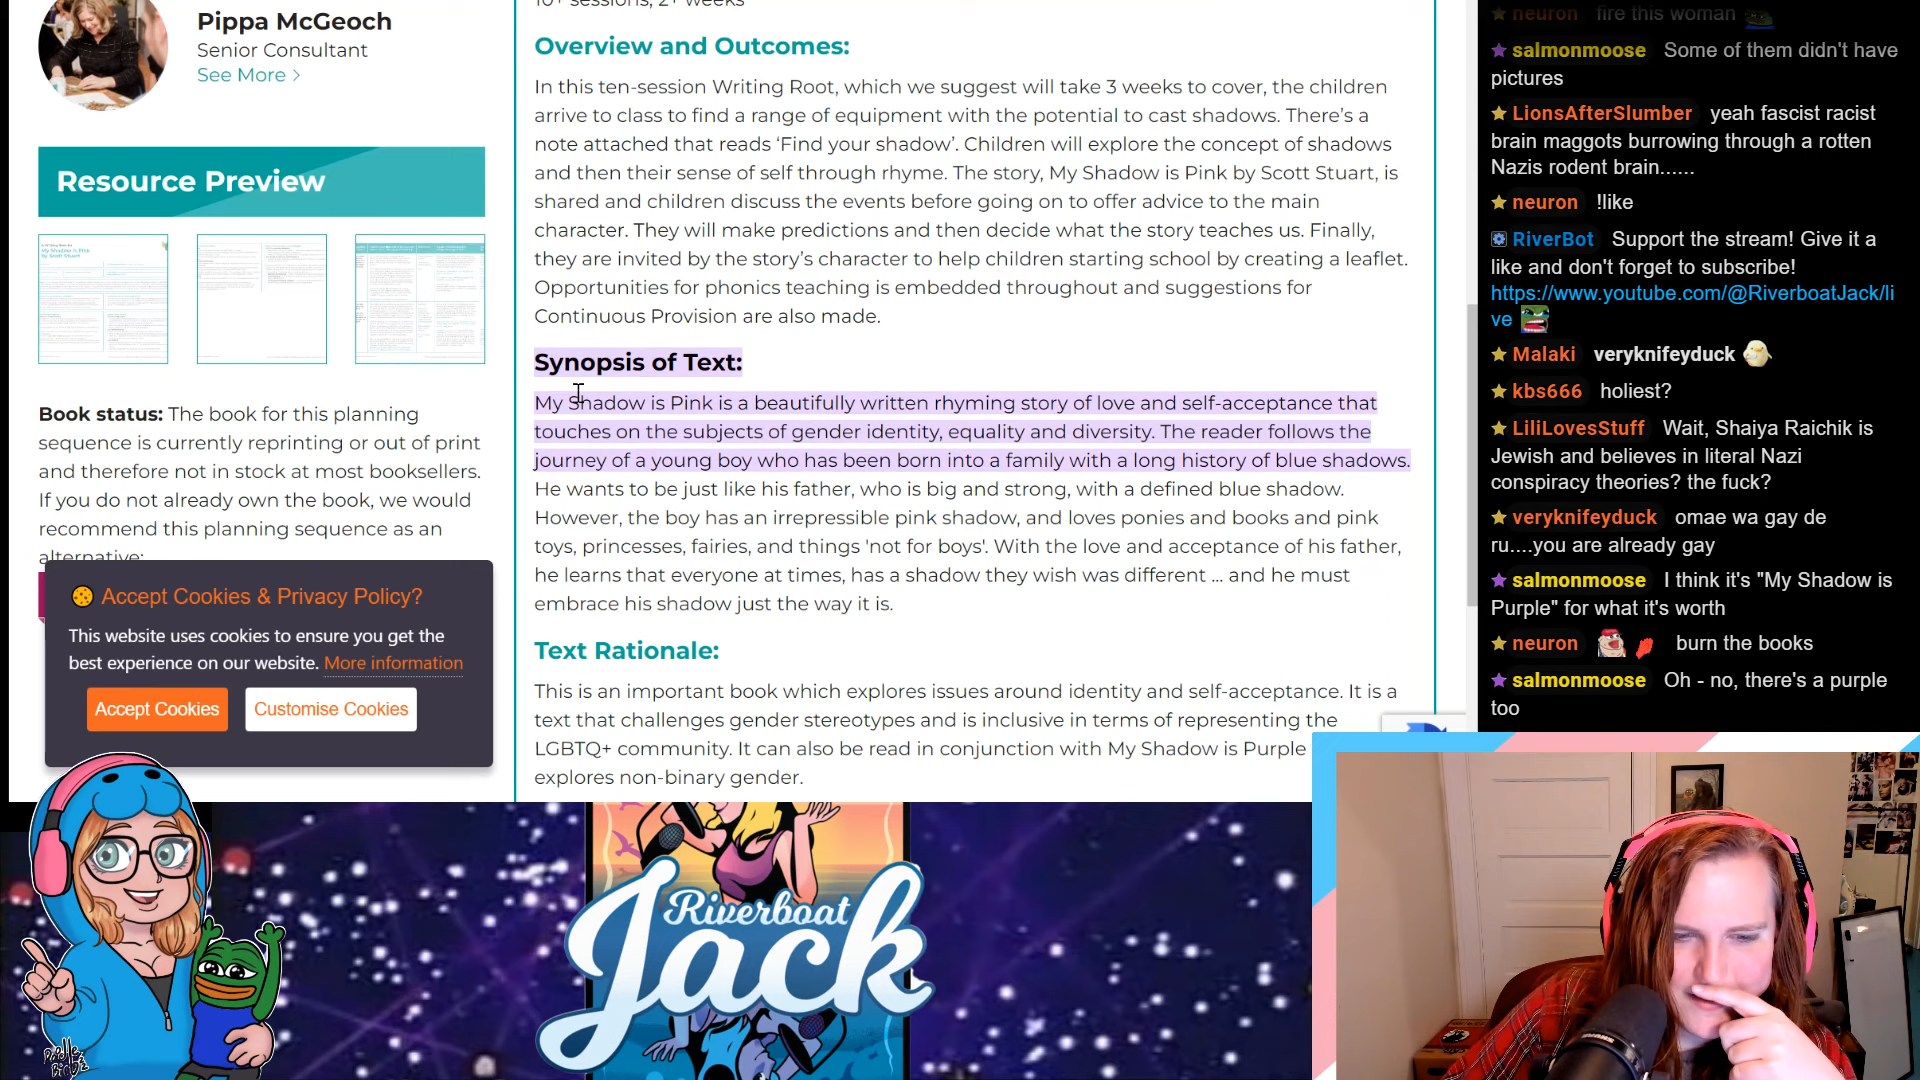 Pippa McGeoch
Senior Consultant
See More >
Resource Preview
My Shadow is Pink
by Scott Stuart
Book status: The book for this planning
sequence is currently reprinting or out of print
and therefore not in stock at most booksellers.
If you do not already own the book, we would
recommend this planning sequence as an
alternative:
Accept Cookies & Privacy Policy?
This website uses cookies to ensure you get the
best experience on our website. More information
Accept Cookies
Customise Cookies
10+ sessions, 2+ weeks
Overview and Outcomes:
In this ten-session Writing Root, which we suggest will take 3 weeks to cover, the children
arrive to class to find a range of equipment with the potential to cast shadows. There's a
note attached that reads 'Find your shadow'. Children will explore the concept of shadows
and then their sense of self through rhyme. The story, My Shadow is Pink by Scott Stuart, is
shared and children discuss the events before going on to offer advice to the main
character. They will make predictions and then decide what the story teaches us. Finally,
they are invited by the story's character to help children starting school by creating a leaflet.
Opportunities for phonics teaching is embedded throughout and suggestions for
Continuous Provision are also made.
Synopsis of Text:
My Shadow is Pink is a beautifully written rhyming story of love and self-acceptance that
touches on the subjects of gender identity, equality and diversity. The reader follows the
journey of a young boy who has been born into a family with a long history of blue shadows.
He wants to be just like his father, who is big and strong, with a defined blue shadow.
However, the boy has an irrepressible pink shadow, and loves ponies and books and pink
toys, princesses, fairies, and things 'not for boys'. With the love and acceptance of his father,
he learns that everyone at times, has a shadow they wish was different ... and he must
embrace his shadow just the way it is.
Text Rationale:
This is an important book which explores issues around identity and self-acceptance. It is a
text that challenges gender stereotypes and is inclusive in terms of representing the
LGBTQ+ community. It can also be read in conjunction with My Shadow is Purple
explores non-binary gender.
neuron fire this woman
salmonmoose Some of them didn't have
pictures
LionsAfterSlumber yeah fascist racist
brain maggots burrowing through a rotten
Nazis rodent brain......
neuron !like
RiverBot Support the stream! Give it a
like and don't forget to subscribe!
https://www.youtube.com/@RiverboatJack/li
ve
Malaki veryknifeyduck
kbs666 holiest?
LiliLovesStuff Wait, Shaiya Raichik is
Jewish and believes in literal Nazi
conspiracy theories? the fuck?
veryknifeyduck omae wa gay de
ru....you are already gay
salmonmoose I think it's "My Shadow is
Purple" for what it's worth
neuron burn the books
salmonmoose Oh - no, there's a purple
too
Riverboat
Jack